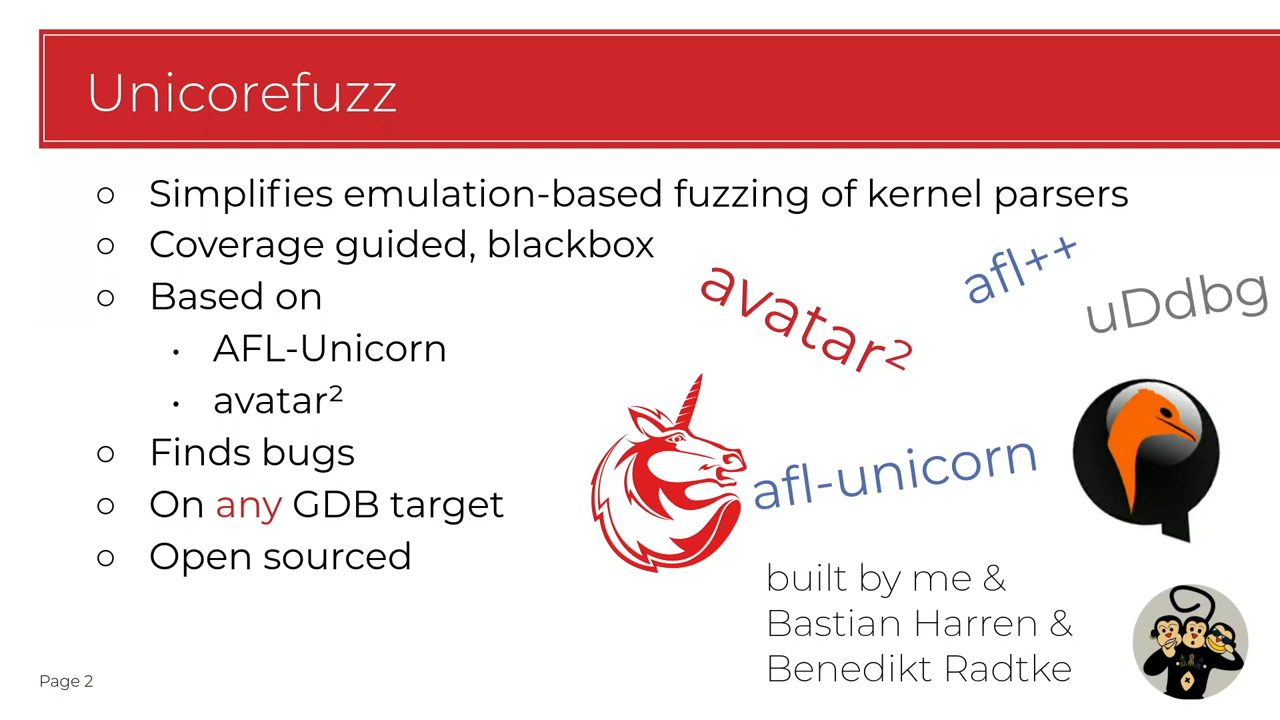 Unicorefuzz
○ Simplifies emulation-based fuzzing of kernel parsers
○ Coverage guided, blackbox
○ Based on
• AFL-Unicorn
• avatar²
○ Finds bugs
○ On any GDB target
○ Open sourced
avatar²
afl++
uDdbg
afl-unicorn
built by me &
Bastian Harren &
Benedikt Radtke
Page 2